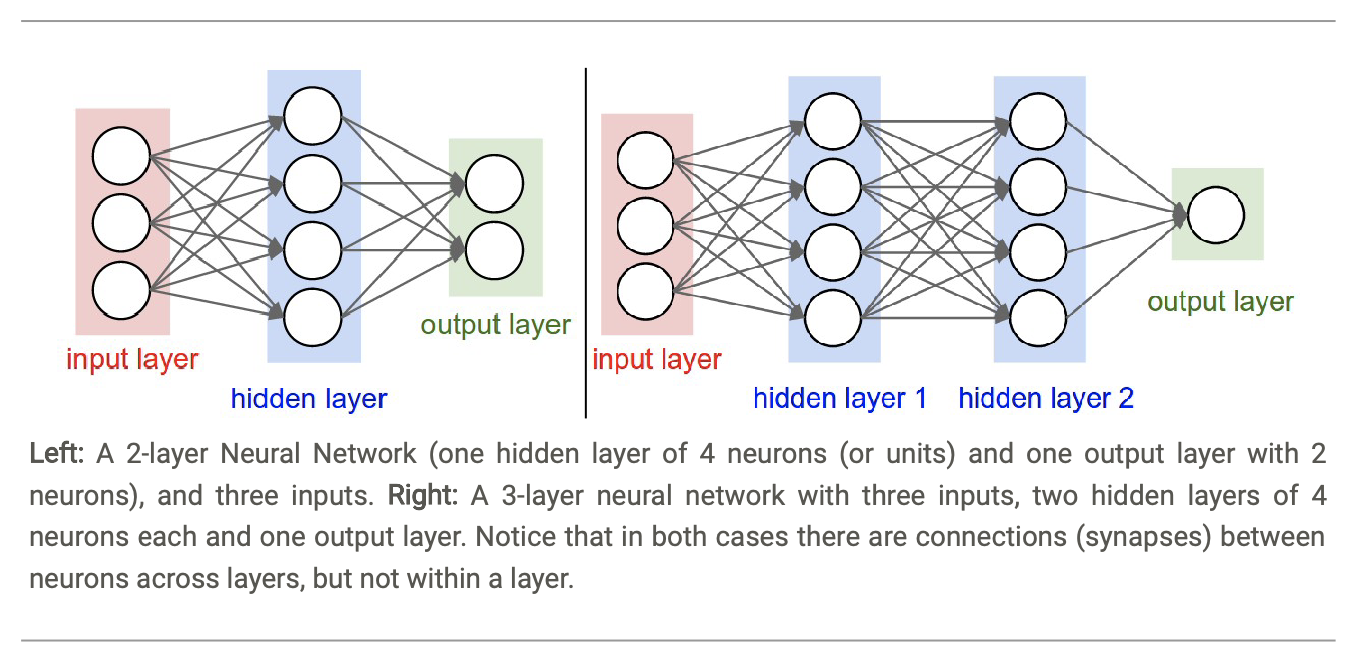 output layer
input layer
hidden layer
output layer
input layer
hidden layer 1
hidden layer 2
Left: A 2-layer Neural Network (one hidden layer of 4 neurons (or units) and one output layer with 2
neurons), and three inputs. Right: A 3-layer neural network with three inputs, two hidden layers of 4
neurons each and one output layer. Notice that in both cases there are connections (synapses) between
neurons across layers, but not within a layer.